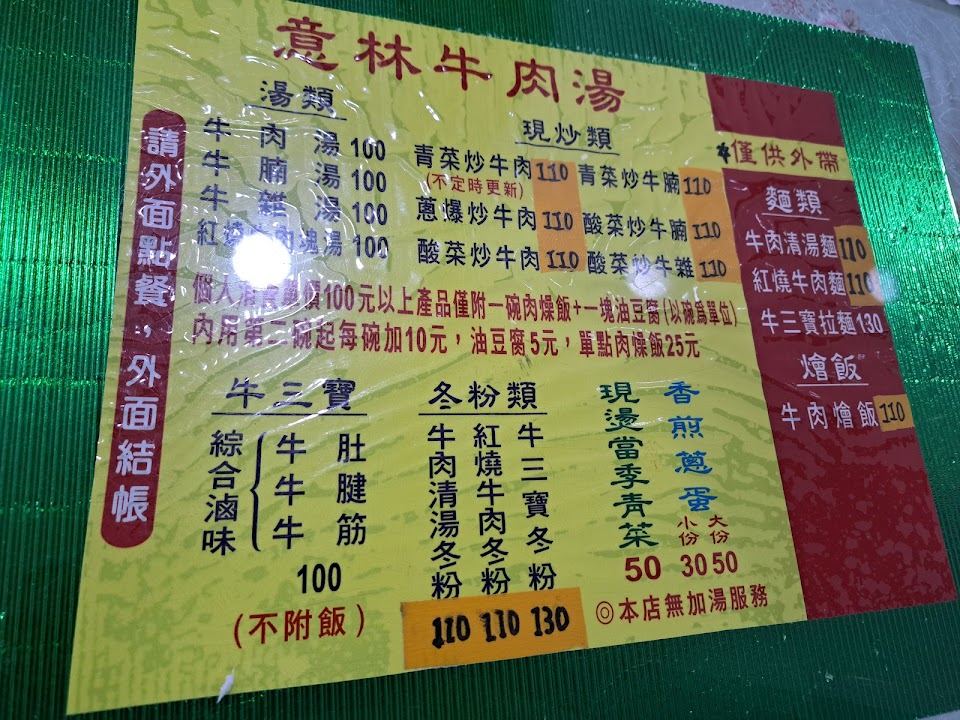 意林牛肉湯
請外面點餐，外面結帳
湯類
牛肉湯 100
牛腩湯 100
牛雜湯 100
紅燒牛肉湯 100
現炒類
青菜炒牛肉 110 青菜炒牛腩 110
(不定時更新)
蔥爆炒牛肉 110 酸菜炒牛腩 110
酸菜炒牛肉 110 酸菜炒牛雜 110
個人消費單價100元以上產品僅附一碗肉燥飯+一塊油豆腐(以碗為單位)
內用第二碗起每碗加10元，油豆腐5元，單點肉燥飯25元
牛三寶
綜合滷味
牛肚
牛腱
牛筋
100
(不附飯)
冬粉類
牛肉清湯冬粉 110
紅燒牛肉冬粉 110
牛三寶冬粉 130
現燙當季青菜
50
香煎蔥蛋
小份 30
大份 50
◎本店無加湯服務
僅供外帶
麵類
牛肉清湯麵 110
紅燒牛肉麵 110
牛三寶拉麵 130
燴飯
牛肉燴飯 110